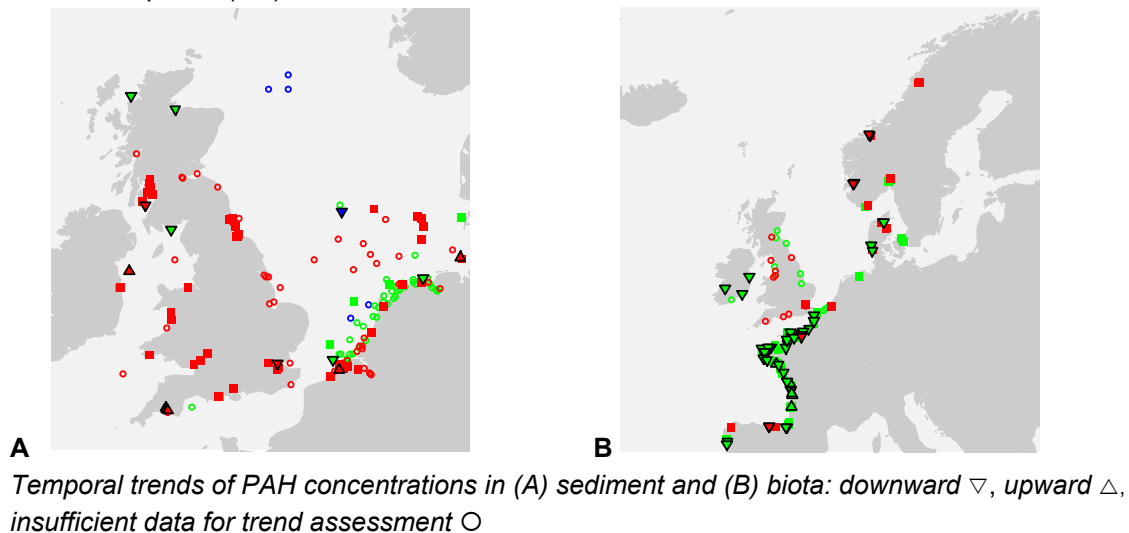 A
B
Temporal trends of PAH concentrations in (A) sediment and (B) biota: downward ▽, upward △,
insufficient data for trend assessment ○